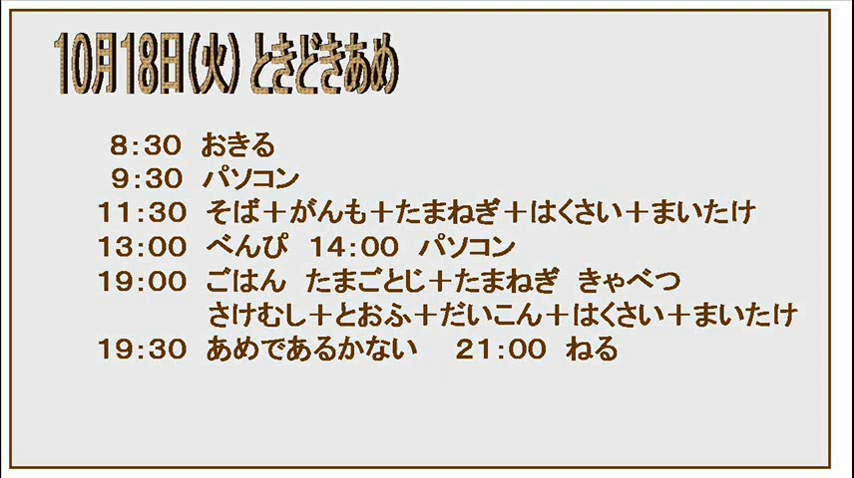 10月18日(火) ときどきあめ
8:30 おきる
9:30 パソコン
11:30 そば+がんも+たまねぎ+はくさい+まいたけ
13:00 べんぴ 14:00 パソコン
19:00 ごはん たまごとじ+たまねぎ きゃべつ
さけむし+とおふ+だいこん+はくさい+まいたけ
19:30 あめであるかない 21:00 ねる